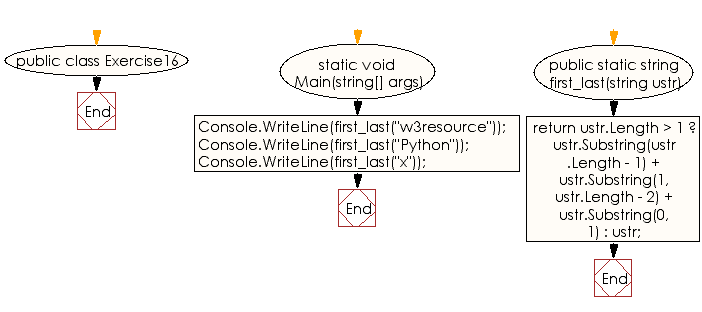 public class Exercise16
End
static void
Main(string[] args)
Console.WriteLine(first_last("w3resource"));
Console.WriteLine(first_last("Python"));
Console.WriteLine(first_last("x"));
End
public static string
first_last(string ustr)
return ustr.Length > 1 ?
ustr.Substring(ustr
.Length - 1) +
ustr.Substring(1,
ustr.Length - 2) +
ustr.Substring(0,
1) : ustr;
End